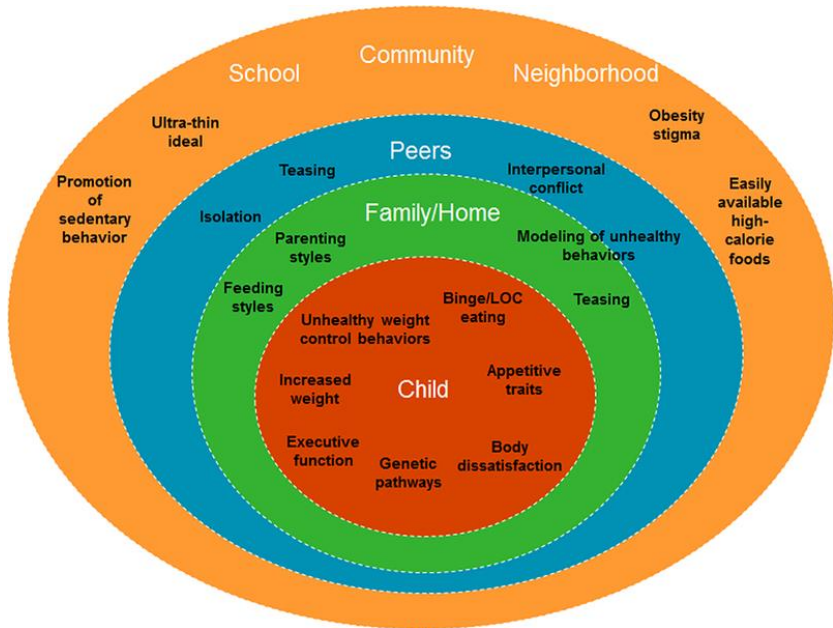 Community
School
Neighborhood
Ultra-thin
ideal
Obesity
stigma
Promotion
of
sedentary
behavior
Easily
available
high-
calorie
foods
Peers
Teasing
Interpersonal
conflict
Isolation
Family/Home
Parenting
styles
Modeling of unhealthy
behaviors
Feeding
styles
Teasing
Binge/LOC
eating
Unhealthy weight
control behaviors
Child
Increased
weight
Appetitive
traits
Executive
function
Genetic
pathways
Body
dissatisfaction